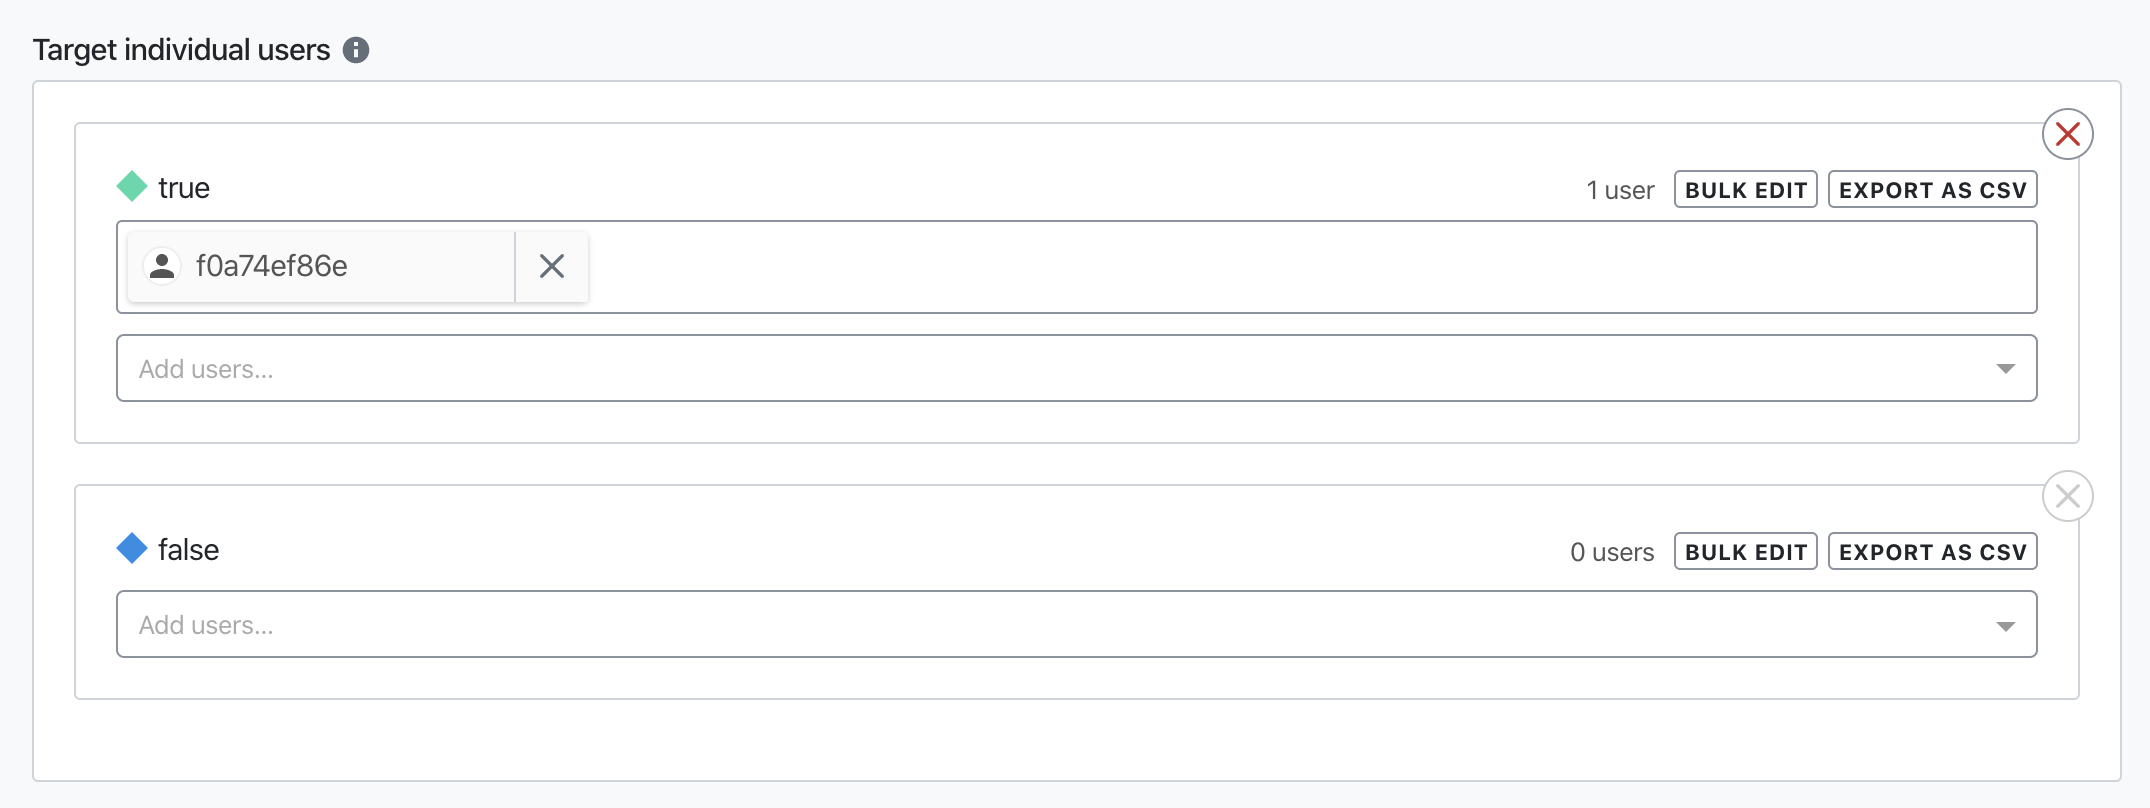 Target individual users
true
1 user BULK EDIT EXPORT AS CSV
f0a74ef86e
Add users...
false
0 users BULK EDIT EXPORT AS CSV
Add users...